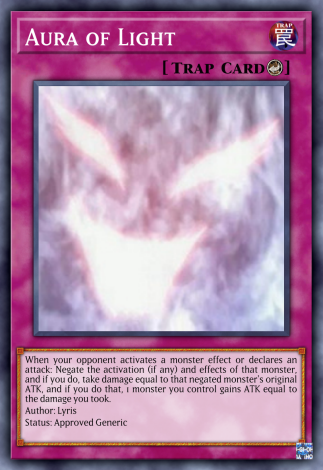 AURA OF LIGHT
TRAP
罠
[ TRAP CARD ]
When your opponent activates a monster effect or declares an
attack: Negate the activation (if any) and effects of that monster,
and if you do, take damage equal to that negated monster's original
ATK, and if you do that, 1 monster you control gains ATK equal to
the damage you took.
Author: Lyris
Status: Approved Generic